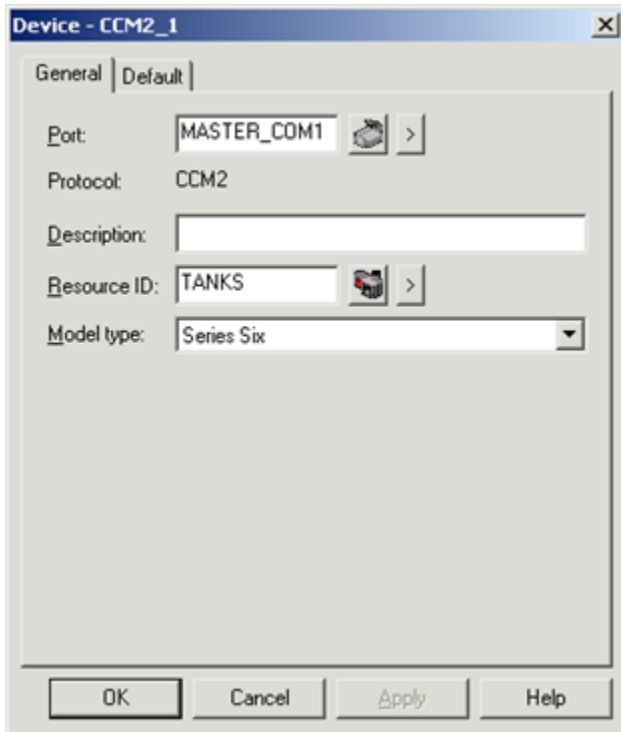 Device - CCM2_1
General Default
Port: MASTER_COM1 >
Protocol: CCM2
Description:
Resource ID: TANKS >
Model type: Series Six
OK Cancel Apply Help